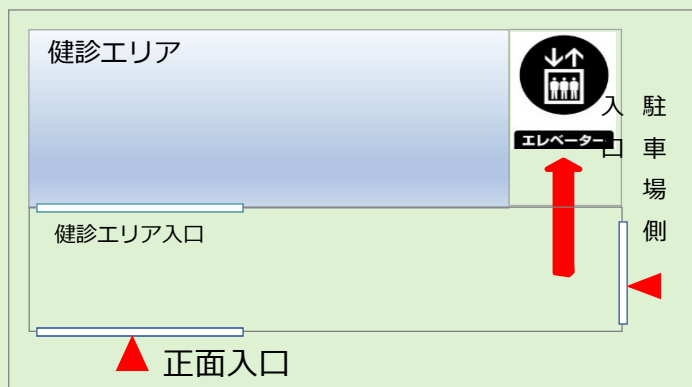 健診エリア
エレベーター
駐車場側
入口
健診エリア入口
正面入口